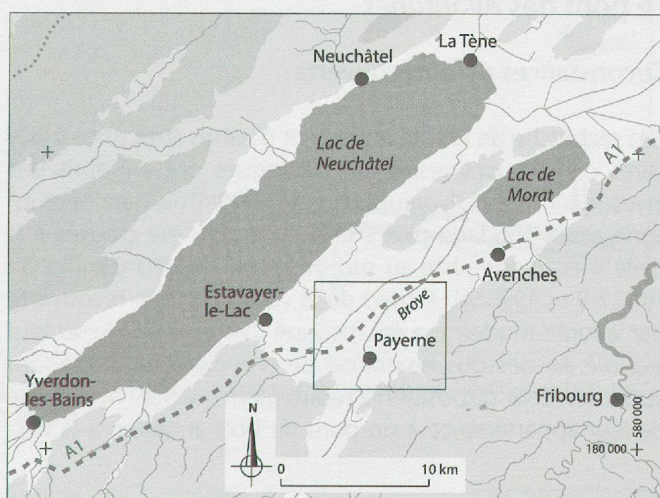 La Tène
Neuchâtel
Lac de
Neuchâtel
A1
Lac de
Morat
Avenches
Estavayer-
le-Lac
Broye
Payerne
Yverdon-
les-Bains
Fribourg
580 000
180 000
A1
N
0
10 km